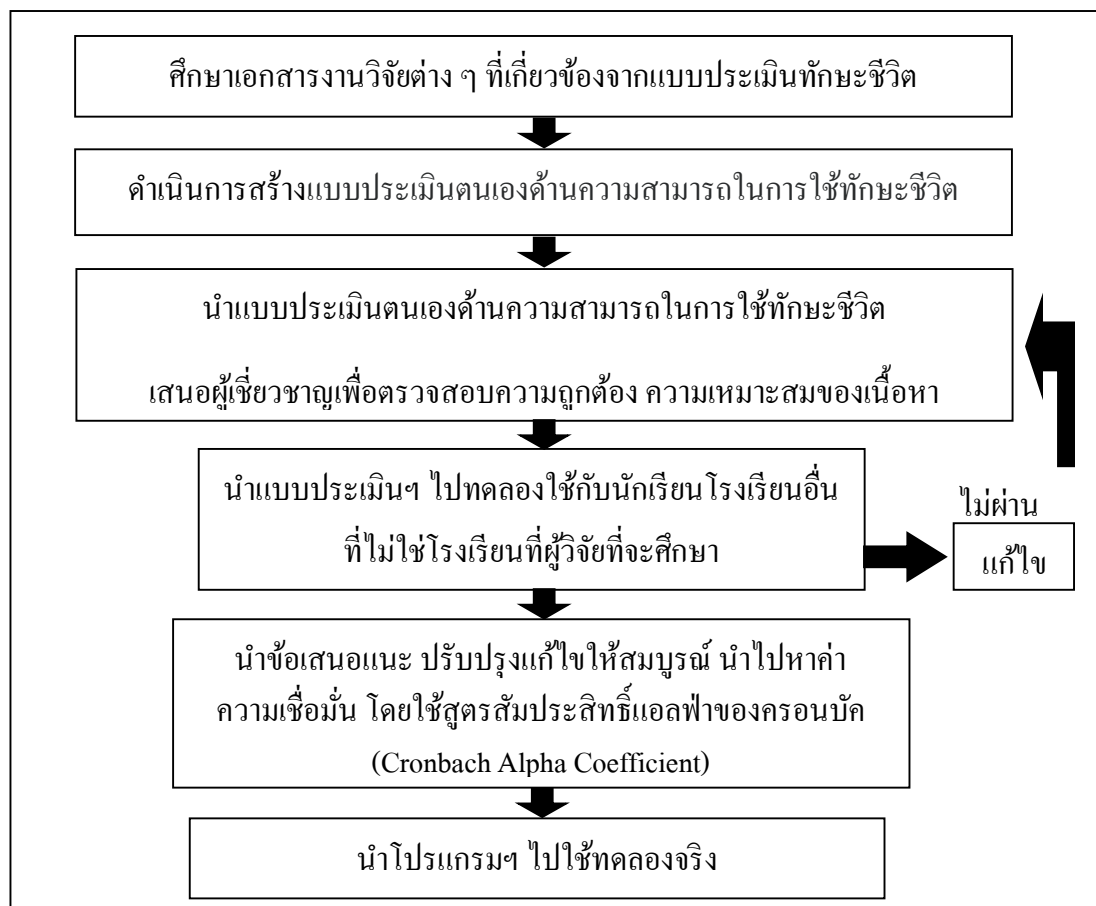 ศึกษาเอกสารงานวิจัยต่าง ๆ ที่เกี่ยวข้องจากแบบประเมินทักษะชีวิต
ดำเนินการสร้างแบบประเมินตนเองด้านความสามารถในการใช้ทักษะชีวิต
นำแบบประเมินตนเองด้านความสามารถในการใช้ทักษะชีวิต
เสนอผู้เชี่ยวชาญเพื่อตรวจสอบความถูกต้อง ความเหมาะสมของเนื้อหา
นำแบบประเมินฯ ไปทดลองใช้กับนักเรียนโรงเรียนอื่น
ที่ไม่ใช่โรงเรียนที่ผู้วิจัยที่จะศึกษา
ไม่ผ่าน
แก้ไข
นำข้อเสนอแนะ ปรับปรุงแก้ไขให้สมบูรณ์ นำไปหาค่า
ความเชื่อมั่น โดยใช้สูตรสัมประสิทธิ์แอลฟ่าของครอนบัค
(Cronbach Alpha Coefficient)
นำโปรแกรมฯ ไปใช้ทดลองจริง